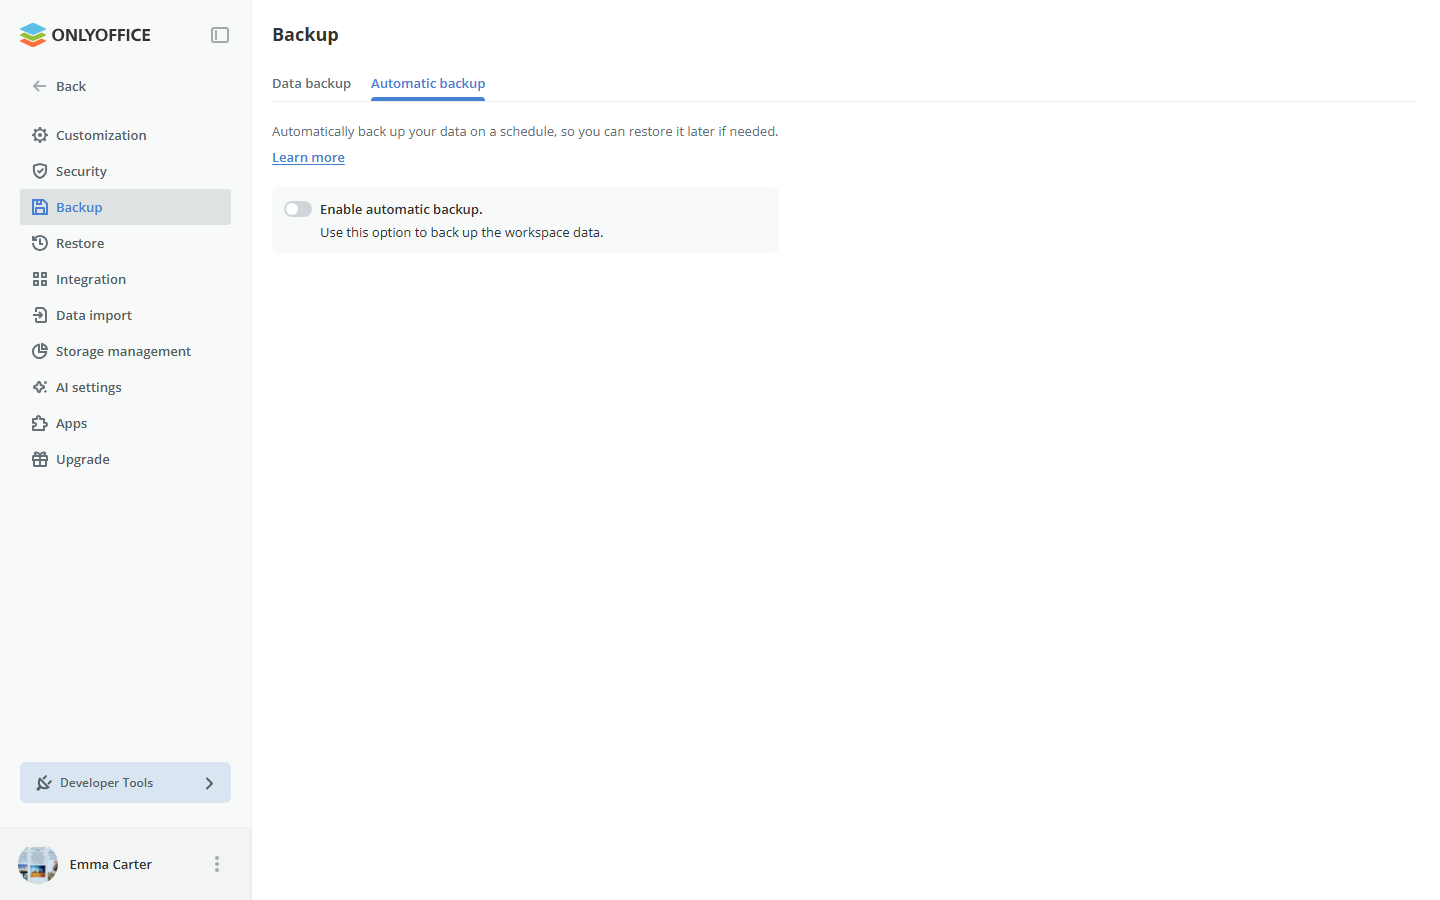 ONLYOFFICE
Back
Customization
Security
Backup
Restore
Integration
Data import
Storage management
AI settings
Apps
Upgrade
Developer Tools
Emma Carter
Backup
Data backup
Automatic backup
Automatically back up your data on a schedule, so you can restore it later if needed.
Learn more
Enable automatic backup.
Use this option to back up the workspace data.